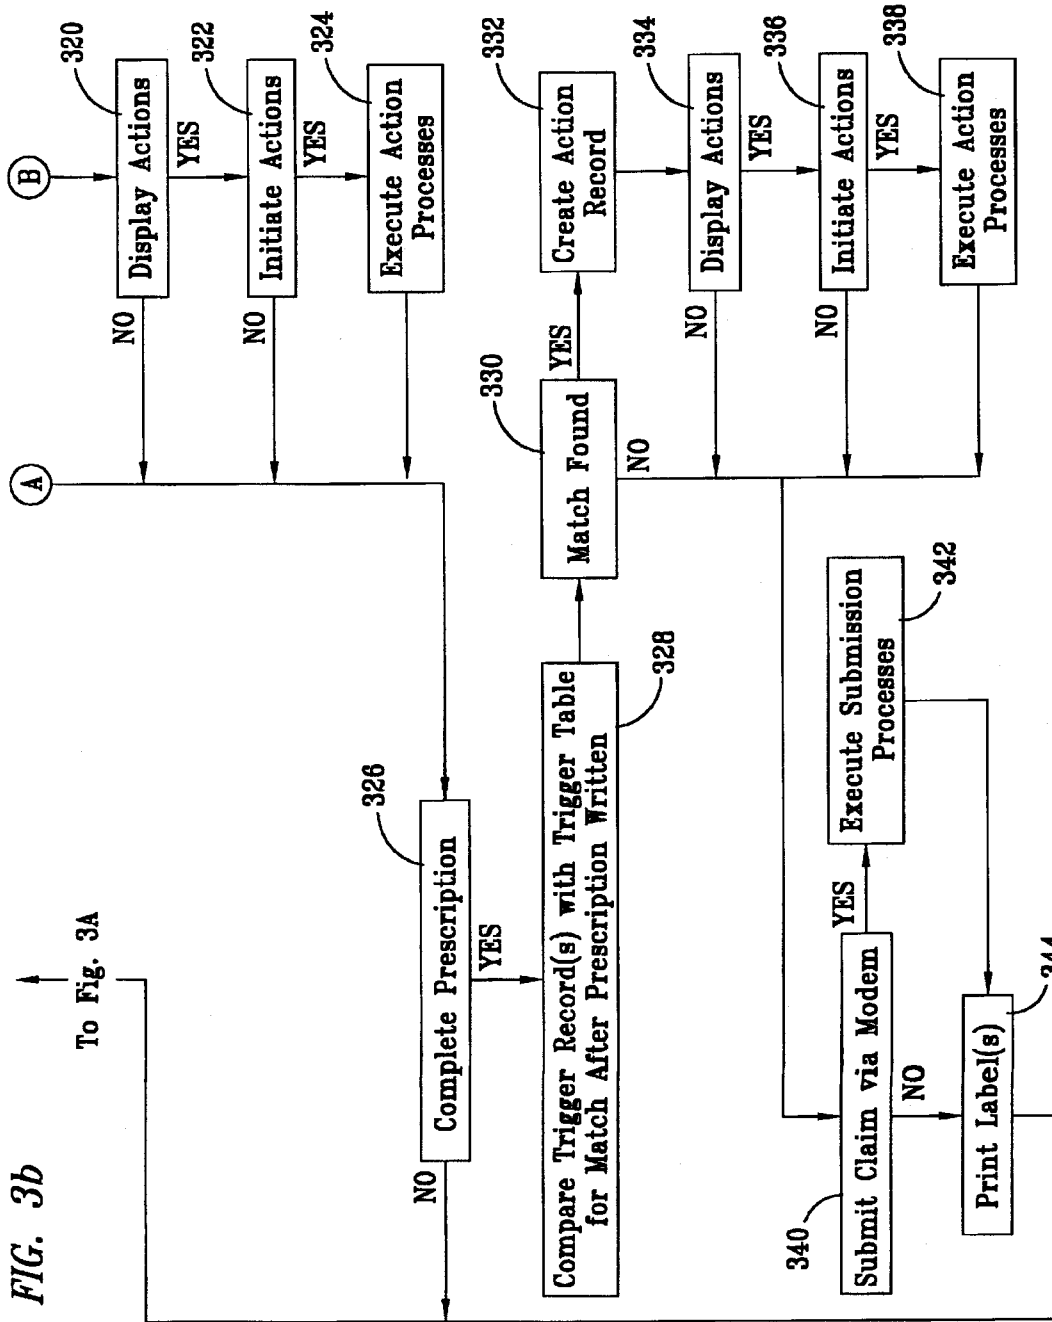 FIG. 3b
To Fig. 3A
A
B
Display Actions
320
NO
YES
Initiate Actions
322
NO
YES
Execute Action
Processes
324
Complete Prescription
326
NO
YES
Compare Trigger Record(s) with Trigger Table
for Match After Prescription Written
328
Match Found
330
YES
NO
Create Action
Record
332
Display Actions
334
NO
YES
Initiate Actions
336
NO
YES
Execute Action
Processes
338
Submit Claim via Modem
340
YES
NO
Execute Submission
Processes
342
Print Label(s)
344